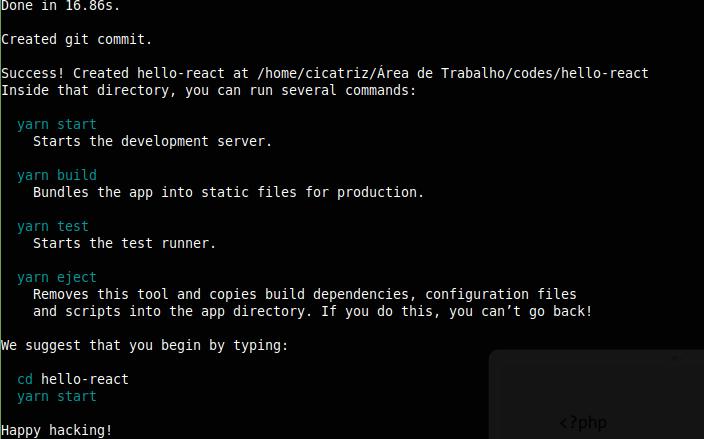 Done in 16.86s.
Created git commit.
Success! Created hello-react at /home/cicatriz/Área de Trabalho/codes/hello-react
Inside that directory, you can run several commands:
yarn start
Starts the development server.
yarn build
Bundles the app into static files for production.
yarn test
Starts the test runner.
yarn eject
Removes this tool and copies build dependencies, configuration files
and scripts into the app directory. If you do this, you can’t go back!
We suggest that you begin by typing:
cd hello-react
yarn start
<?php
Happy hacking!